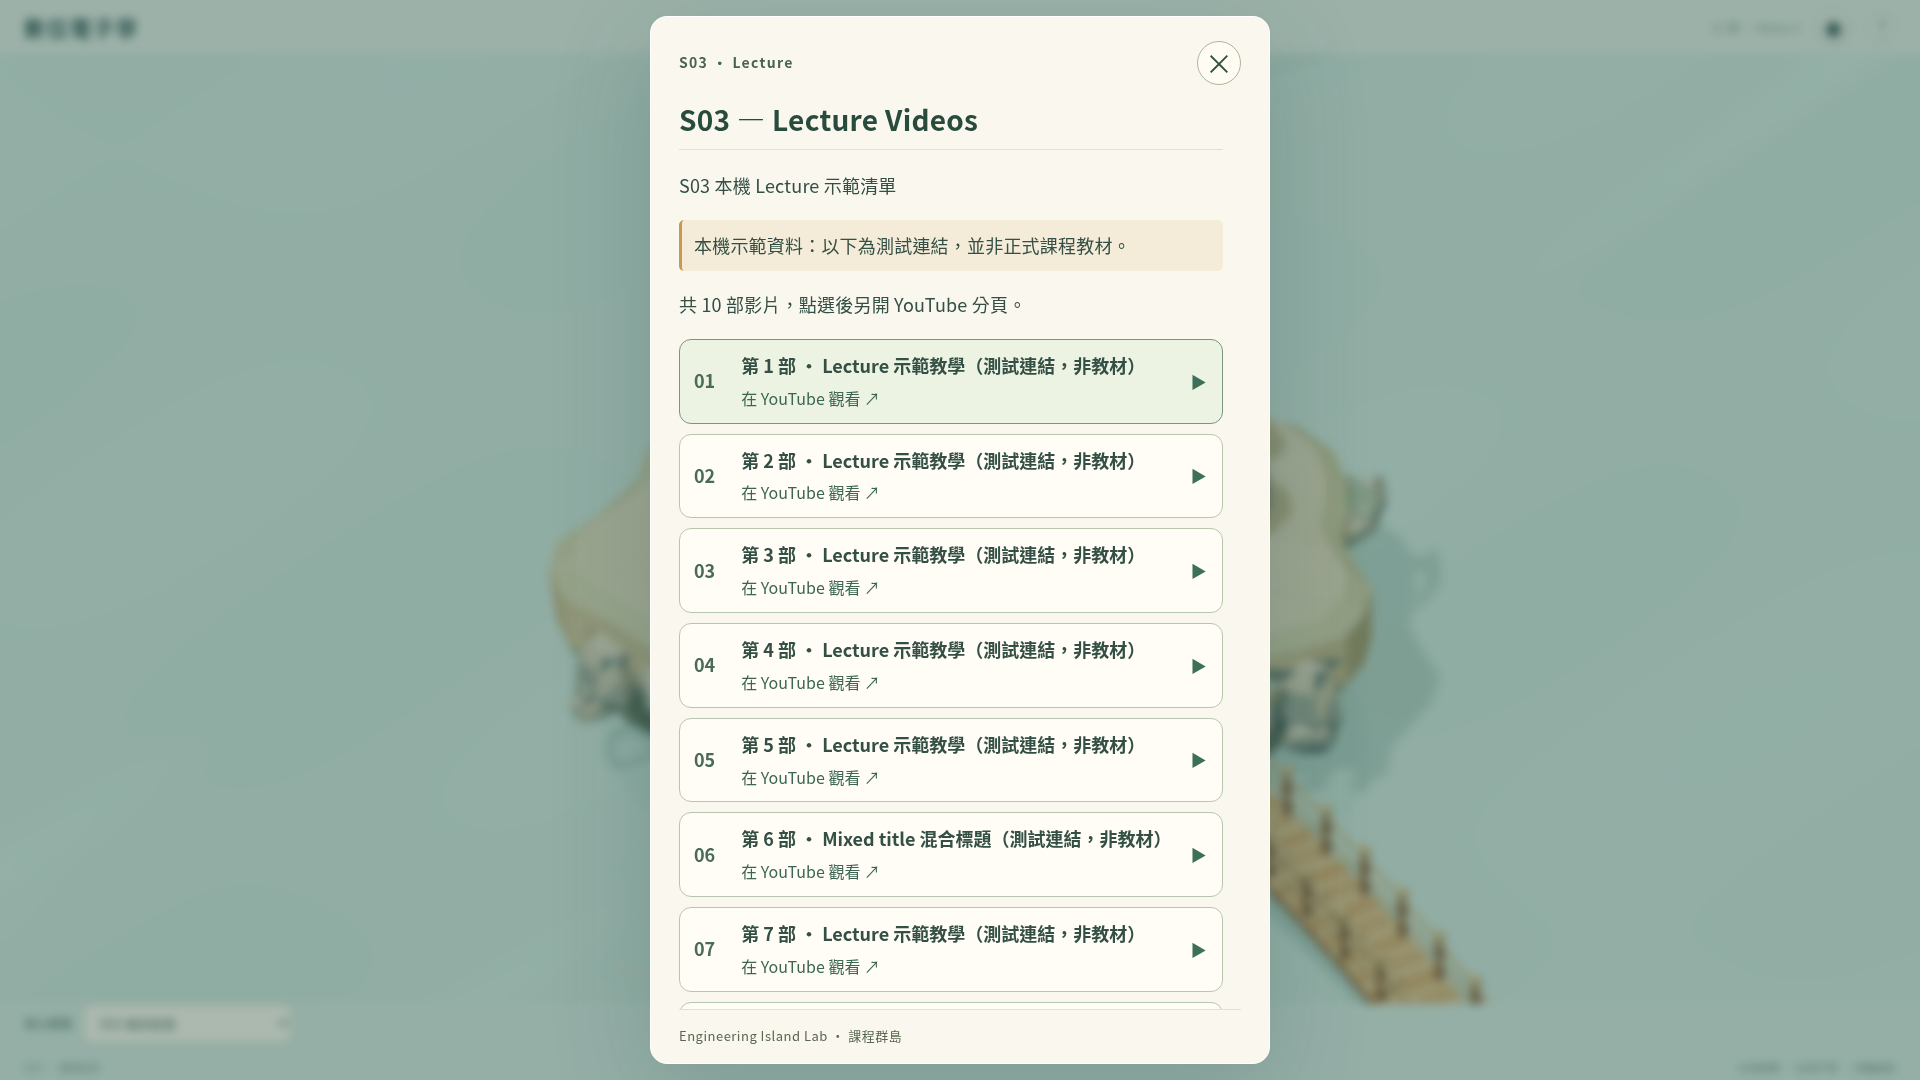 S03 · Lecture
S03 — Lecture Videos
S03 本機 Lecture 示範清單
本機示範資料：以下為測試連結，並非正式課程教材。
共 10 部影片，點選後另開 YouTube 分頁。
01
第 1 部 · Lecture 示範教學（測試連結，非教材）
在 YouTube 觀看 ↗
02
第 2 部 · Lecture 示範教學（測試連結，非教材）
在 YouTube 觀看 ↗
03
第 3 部 · Lecture 示範教學（測試連結，非教材）
在 YouTube 觀看 ↗
04
第 4 部 · Lecture 示範教學（測試連結，非教材）
在 YouTube 觀看 ↗
05
第 5 部 · Lecture 示範教學（測試連結，非教材）
在 YouTube 觀看 ↗
06
第 6 部 · Mixed title 混合標題（測試連結，非教材）
在 YouTube 觀看 ↗
07
第 7 部 · Lecture 示範教學（測試連結，非教材）
在 YouTube 觀看 ↗
Engineering Island Lab · 課程群島